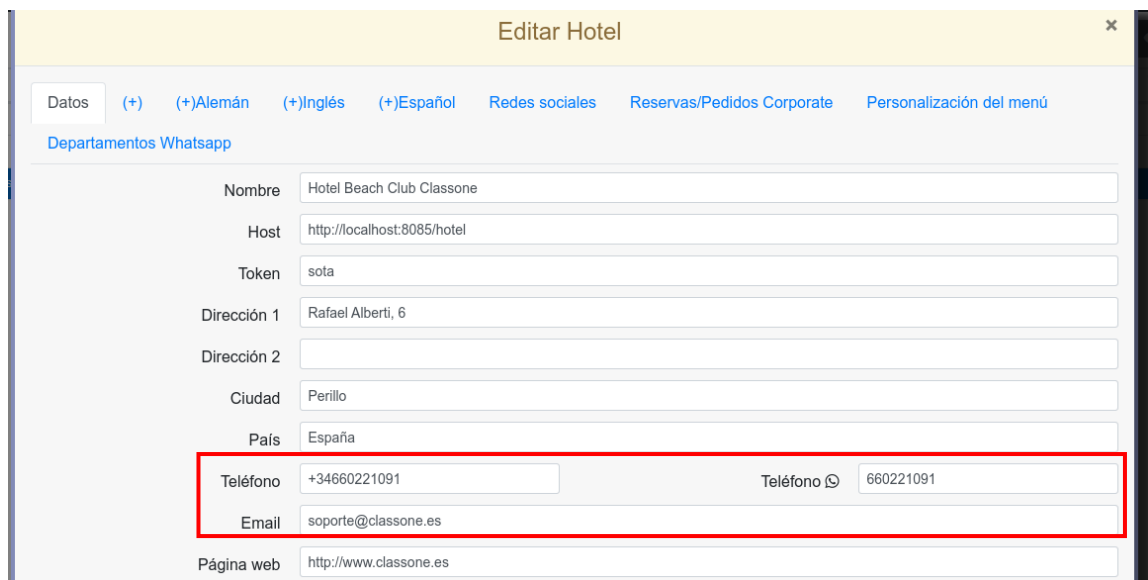 Editar Hotel ×
Datos (+) (+)Alemán (+)Inglés (+)Español Redes sociales Reservas/Pedidos Corporate Personalización del menú
Departamentos Whatsapp
Nombre Hotel Beach Club Classone
Host http://localhost:8085/hotel
Token sota
Dirección 1 Rafael Alberti, 6
Dirección 2
Ciudad Perillo
País España
Teléfono +34660221091 Teléfono 660221091
Email soporte@classone.es
Página web http://www.classone.es